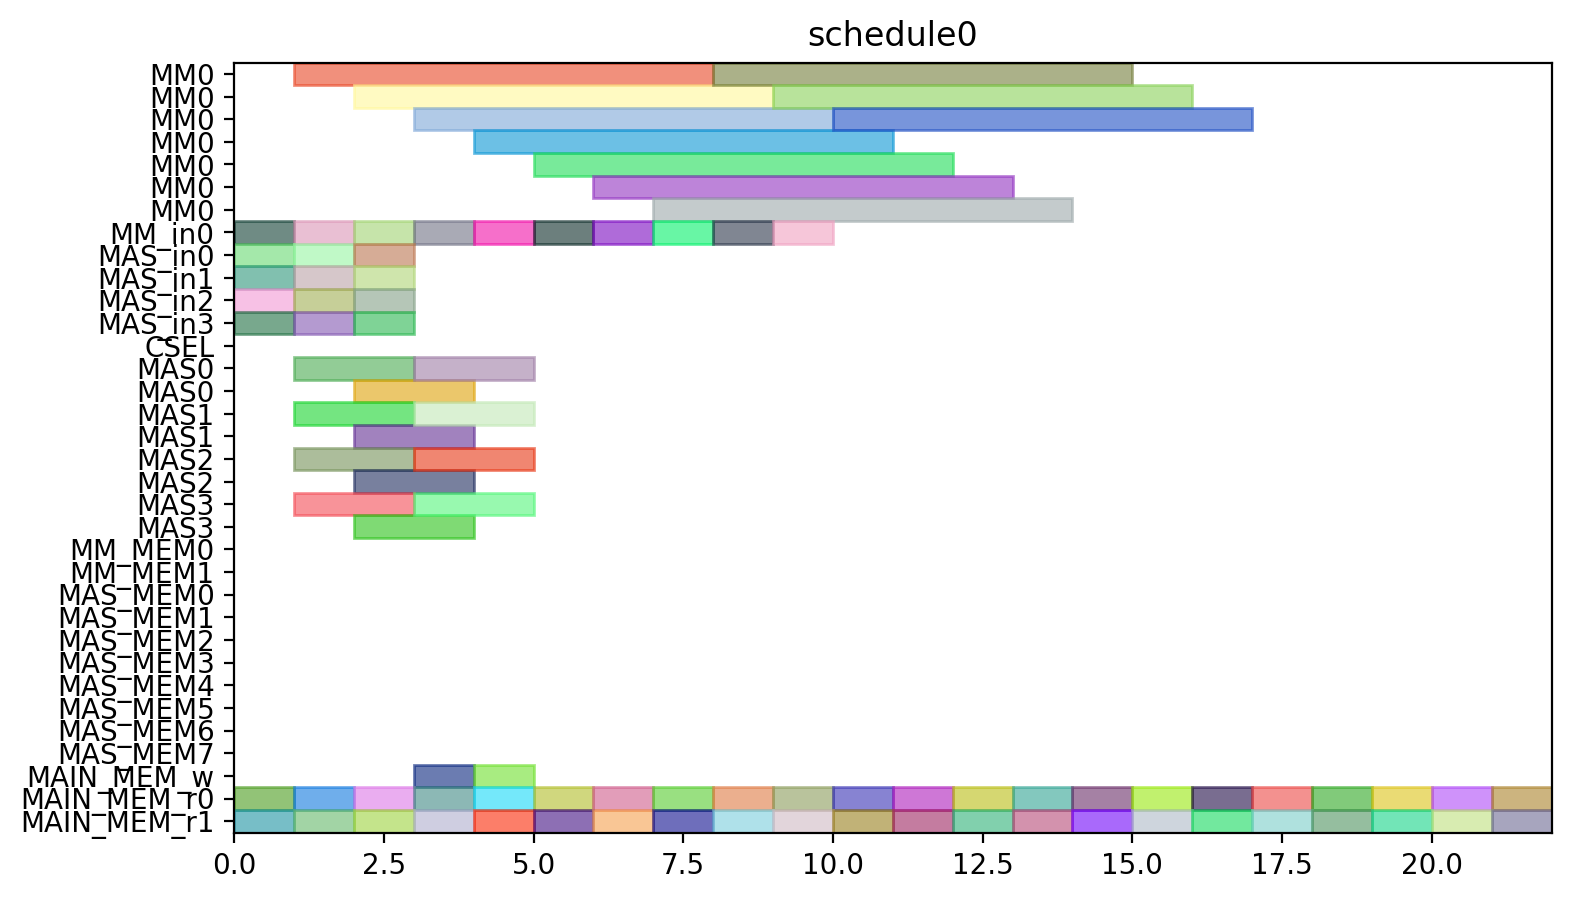 schedule0
MM0
MM0
MM0
MM0
MM0
MM0
MM0
MM_in0
MAS_in0
MAS_in1
MAS_in2
MAS_in3
CSEL
MAS0
MAS0
MAS1
MAS1
MAS2
MAS2
MAS3
MAS3
MM_MEM0
MM_MEM1
MAS_MEM0
MAS_MEM1
MAS_MEM2
MAS_MEM3
MAS_MEM4
MAS_MEM5
MAS_MEM6
MAS_MEM7
MAIN_MEM_w
MAIN_MEM_r0
MAIN_MEM_r1
0.0 2.5 5.0 7.5 10.0 12.5 15.0 17.5 20.0